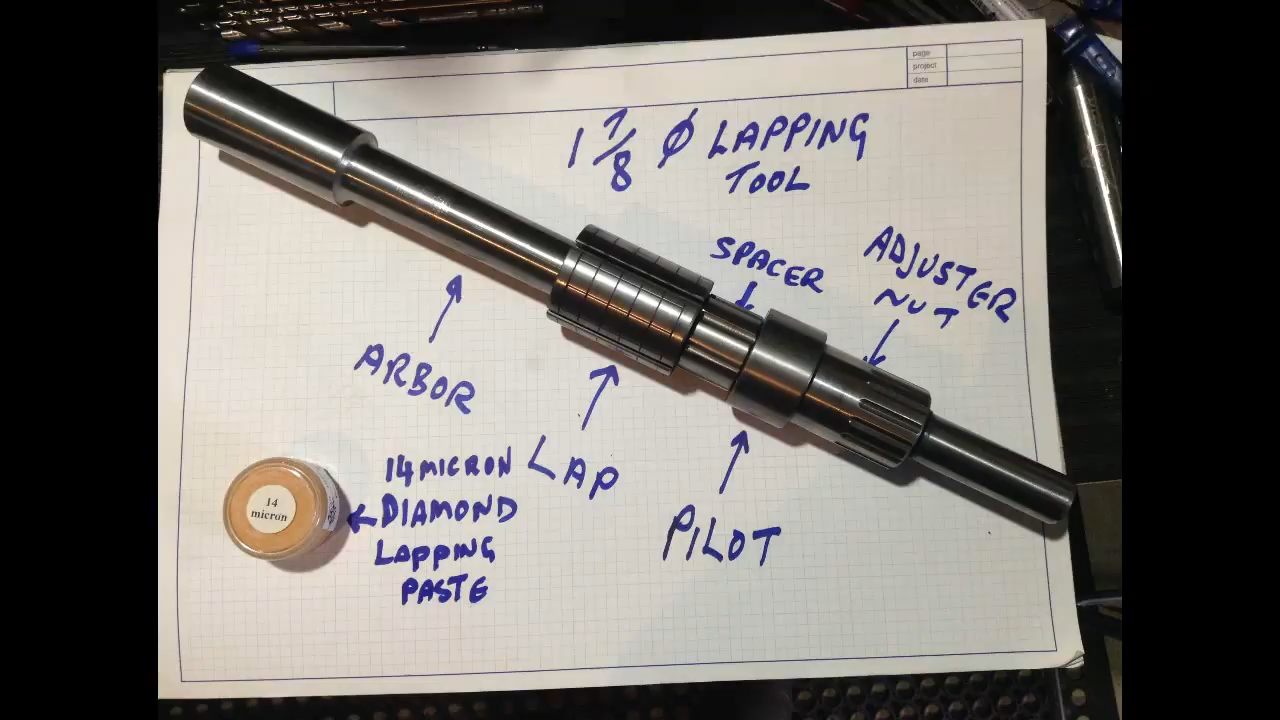 page
project
date
1 7/8 Ø LAPPING
TOOL
SPACER
ADJUSTER
NUT
ARBOR
LAP
PILOT
14 MICRON
DIAMOND
LAPPING
PASTE
14
micron